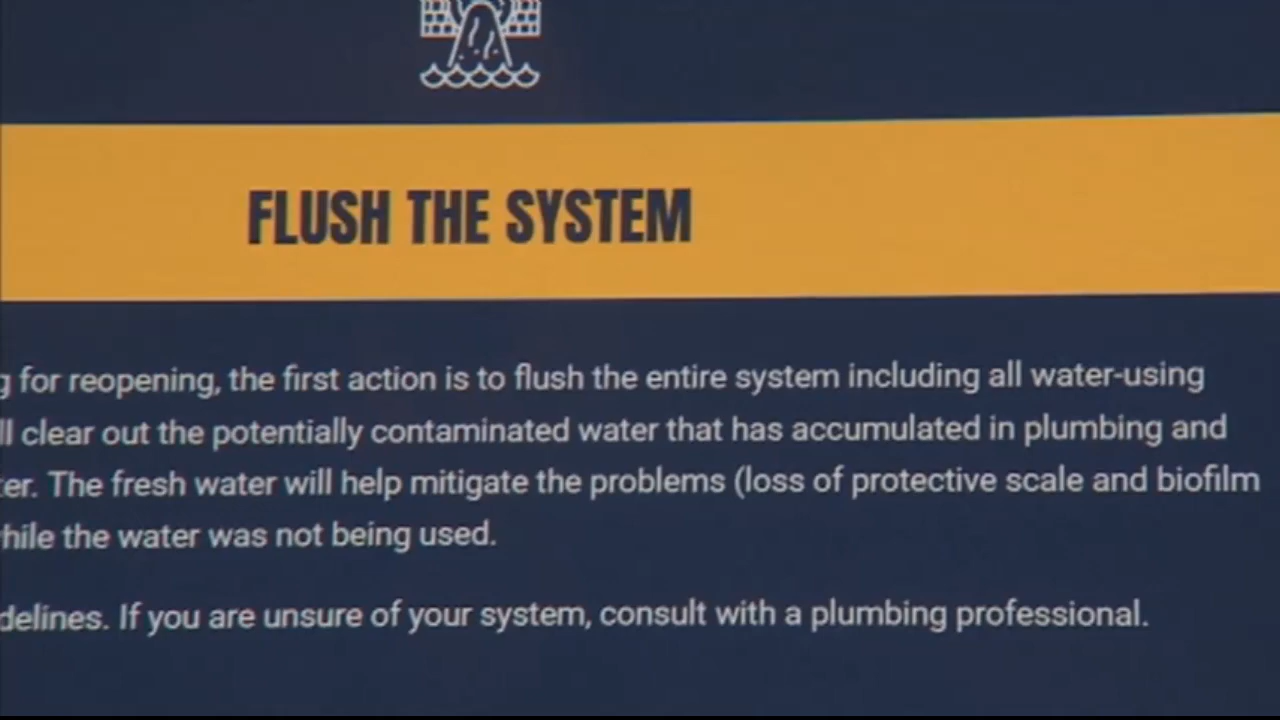 FLUSH THE SYSTEM
for reopening, the first action is to flush the entire system including all water-using
clear out the potentially contaminated water that has accumulated in plumbing and
The fresh water will help mitigate the problems (loss of protective scale and biofilm
the water was not being used.
If you are unsure of your system, consult with a plumbing professional.